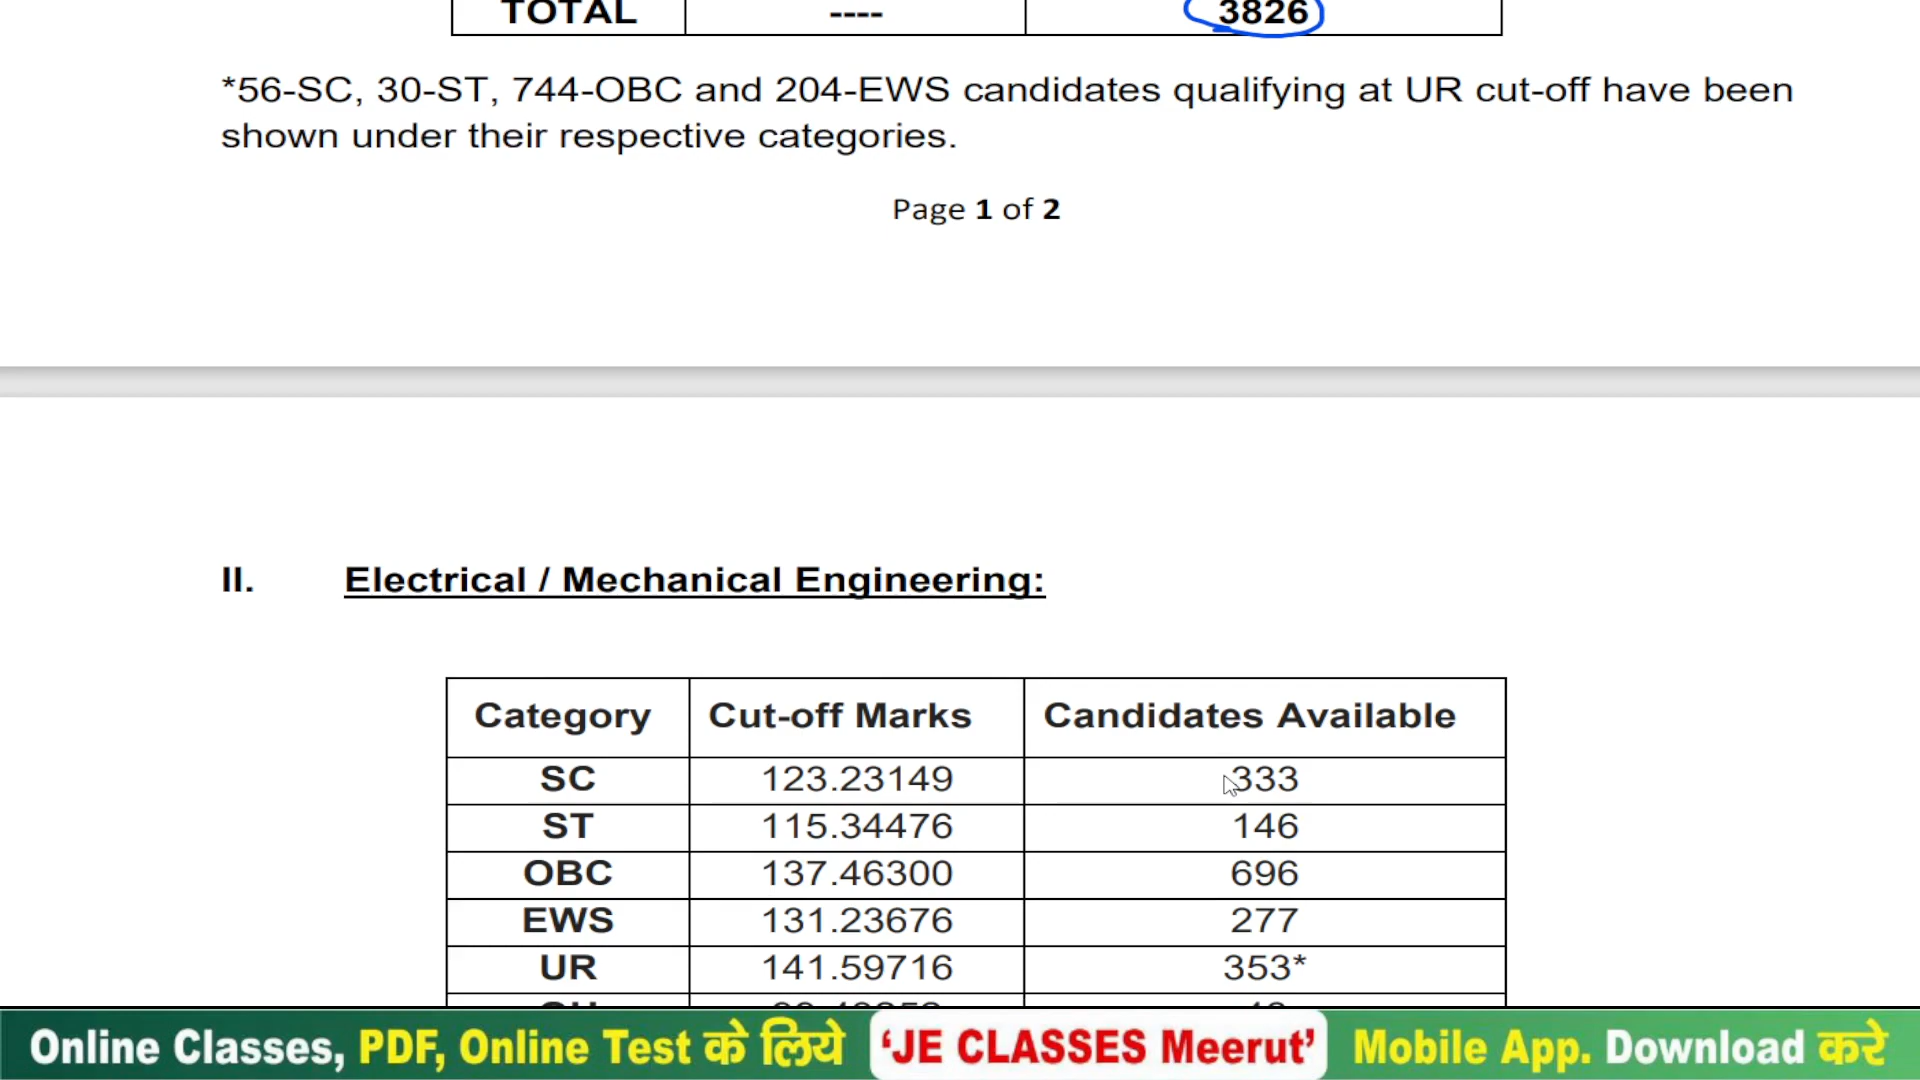 TOTAL ---- 3826
*56-SC, 30-ST, 744-OBC and 204-EWS candidates qualifying at UR cut-off have been
shown under their respective categories.
Page 1 of 2
II. Electrical / Mechanical Engineering:
Category Cut-off Marks Candidates Available
SC 123.23149 333
ST 115.34476 146
OBC 137.46300 696
EWS 131.23676 277
UR 141.59716 353*
Online Classes, PDF, Online Test के लिये ‘JE CLASSES Meerut’ Mobile App. Download करे